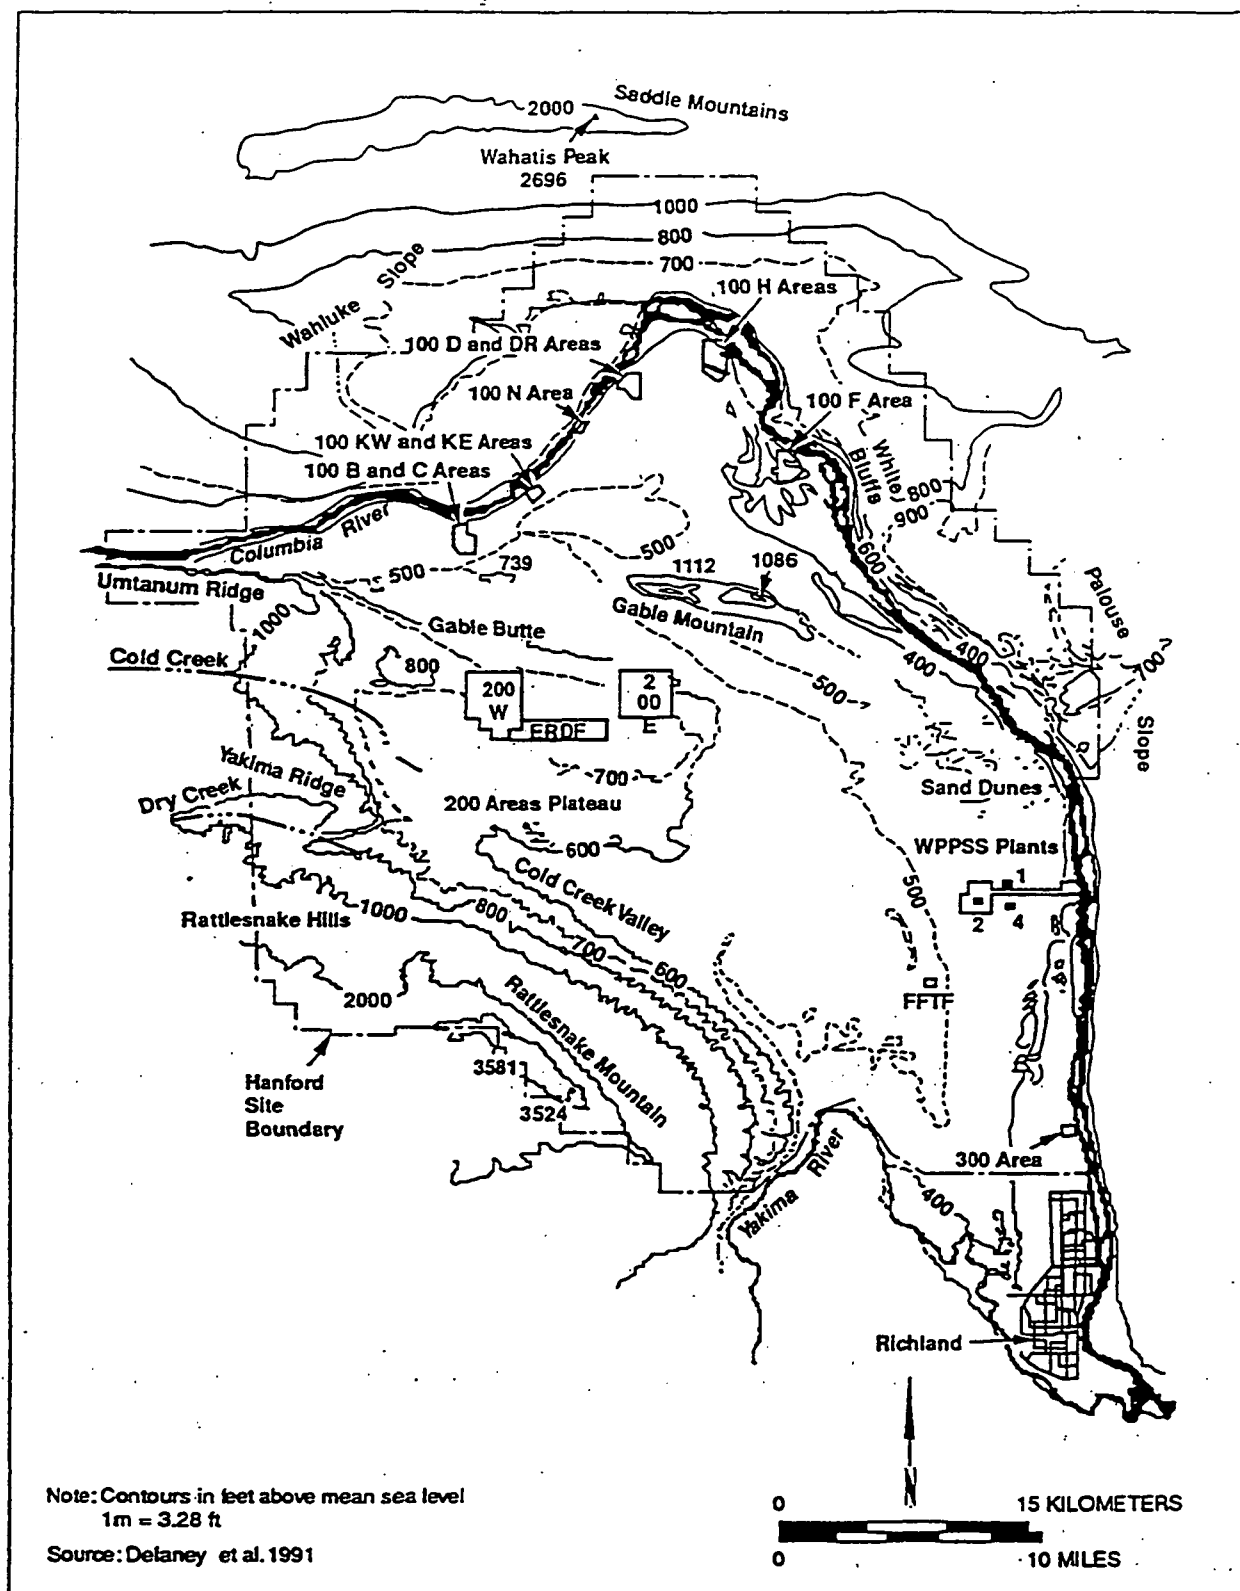 Saddle Mountains
2000
Wahatis Peak
2696
1000
800
700
Wahluke Slope
100 H Areas
100 D and DR Areas
100 N Area
100 F Area
100 KW and KE Areas
100 B and C Areas
White Bluffs
800
900
Columbia River
500
739
500
1112
1086
600
Umtanum Ridge
Gable Mountain
Palouse Slope
1000
Gable Butte
400
400
Cold Creek
800
700
500
200 W
2 00 E
ERDF
Yakima Ridge
700
Sand Dunes
Dry Creek
200 Areas Plateau
600
WPPSS Plants
Cold Creek Valley
500
1
2
4
Rattlesnake Hills
1000
800
700
600
2000
Rattlesnake Mountain
FFTF
3581
3524
Hanford
Site
Boundary
300 Area
Yakima River
400
Richland
N
Note: Contours in feet above mean sea level
1m = 3.28 ft
0 15 KILOMETERS
0 10 MILES
Source: Delaney et al. 1991